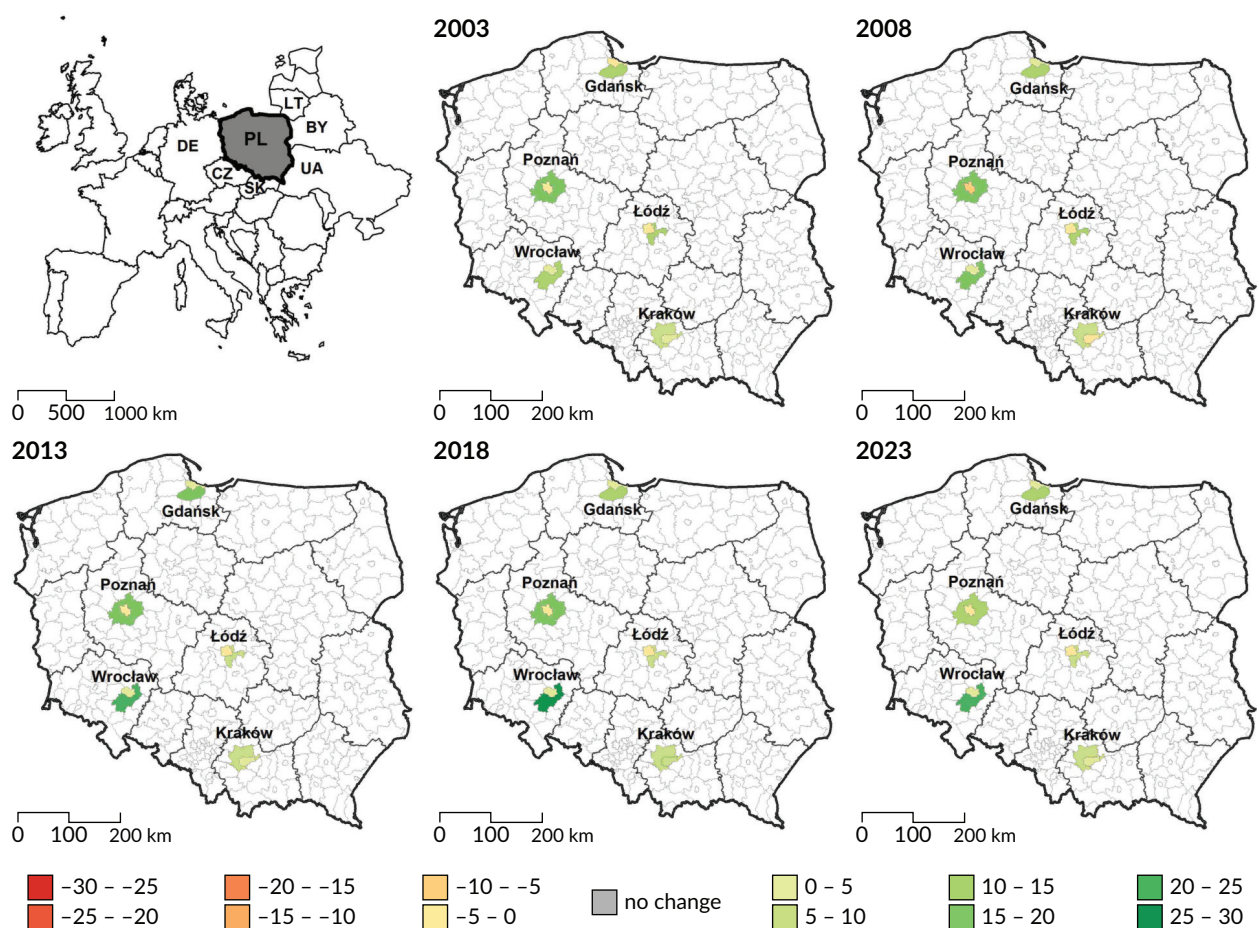 2003
2008
LT
BY
DE
PL
UA
CZ
SK
0 500 1000 km
Gdańsk
Poznań
Łódź
Wrocław
Kraków
0 100 200 km
Gdańsk
Poznań
Łódź
Wrocław
Kraków
0 100 200 km
2013
2018
2023
Gdańsk
Poznań
Łódź
Wrocław
Kraków
0 100 200 km
Gdańsk
Poznań
Łódź
Wrocław
Kraków
0 100 200 km
Gdańsk
Poznań
Łódź
Wrocław
Kraków
0 100 200 km
–30 – –25
–25 – –20
–20 – –15
–15 – –10
–10 – –5
–5 – 0
no change
0 – 5
5 – 10
10 – 15
15 – 20
20 – 25
25 – 30